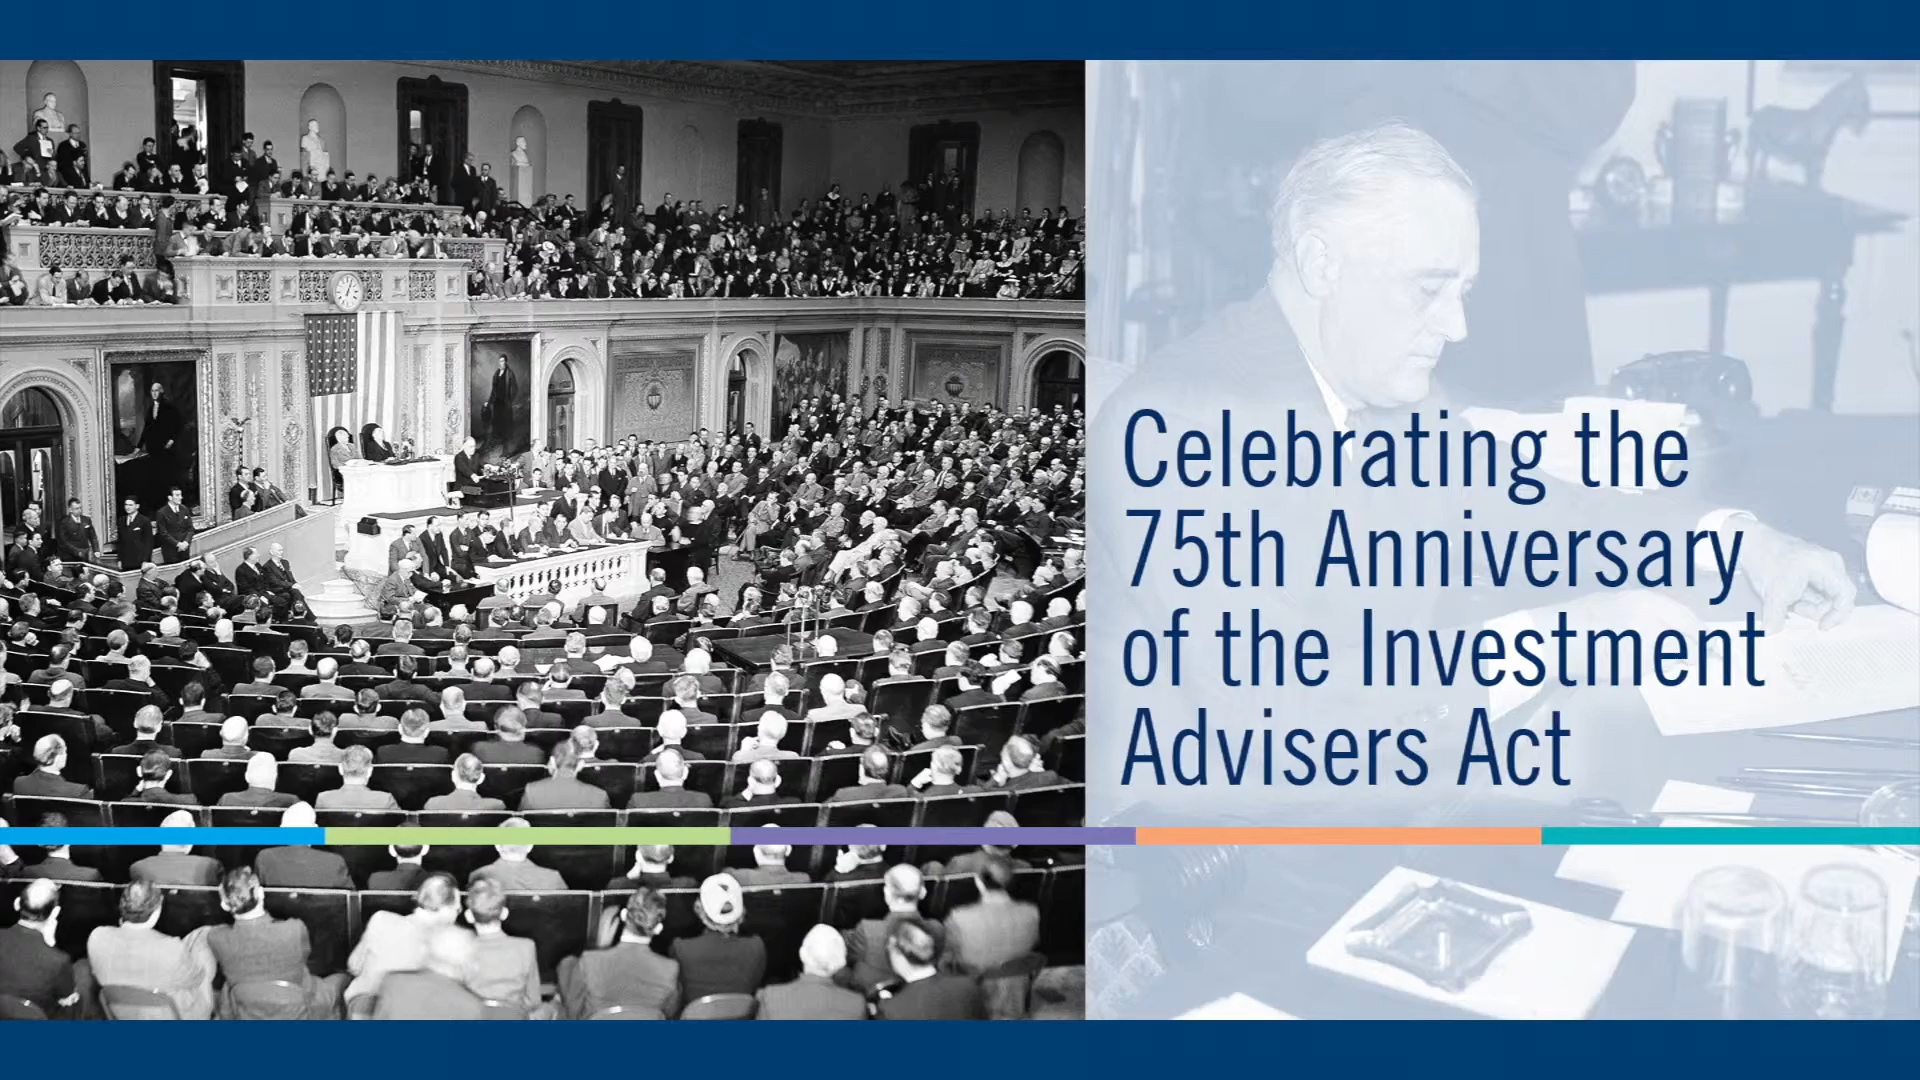 Celebrating the
75th Anniversary
of the Investment
Advisers Act